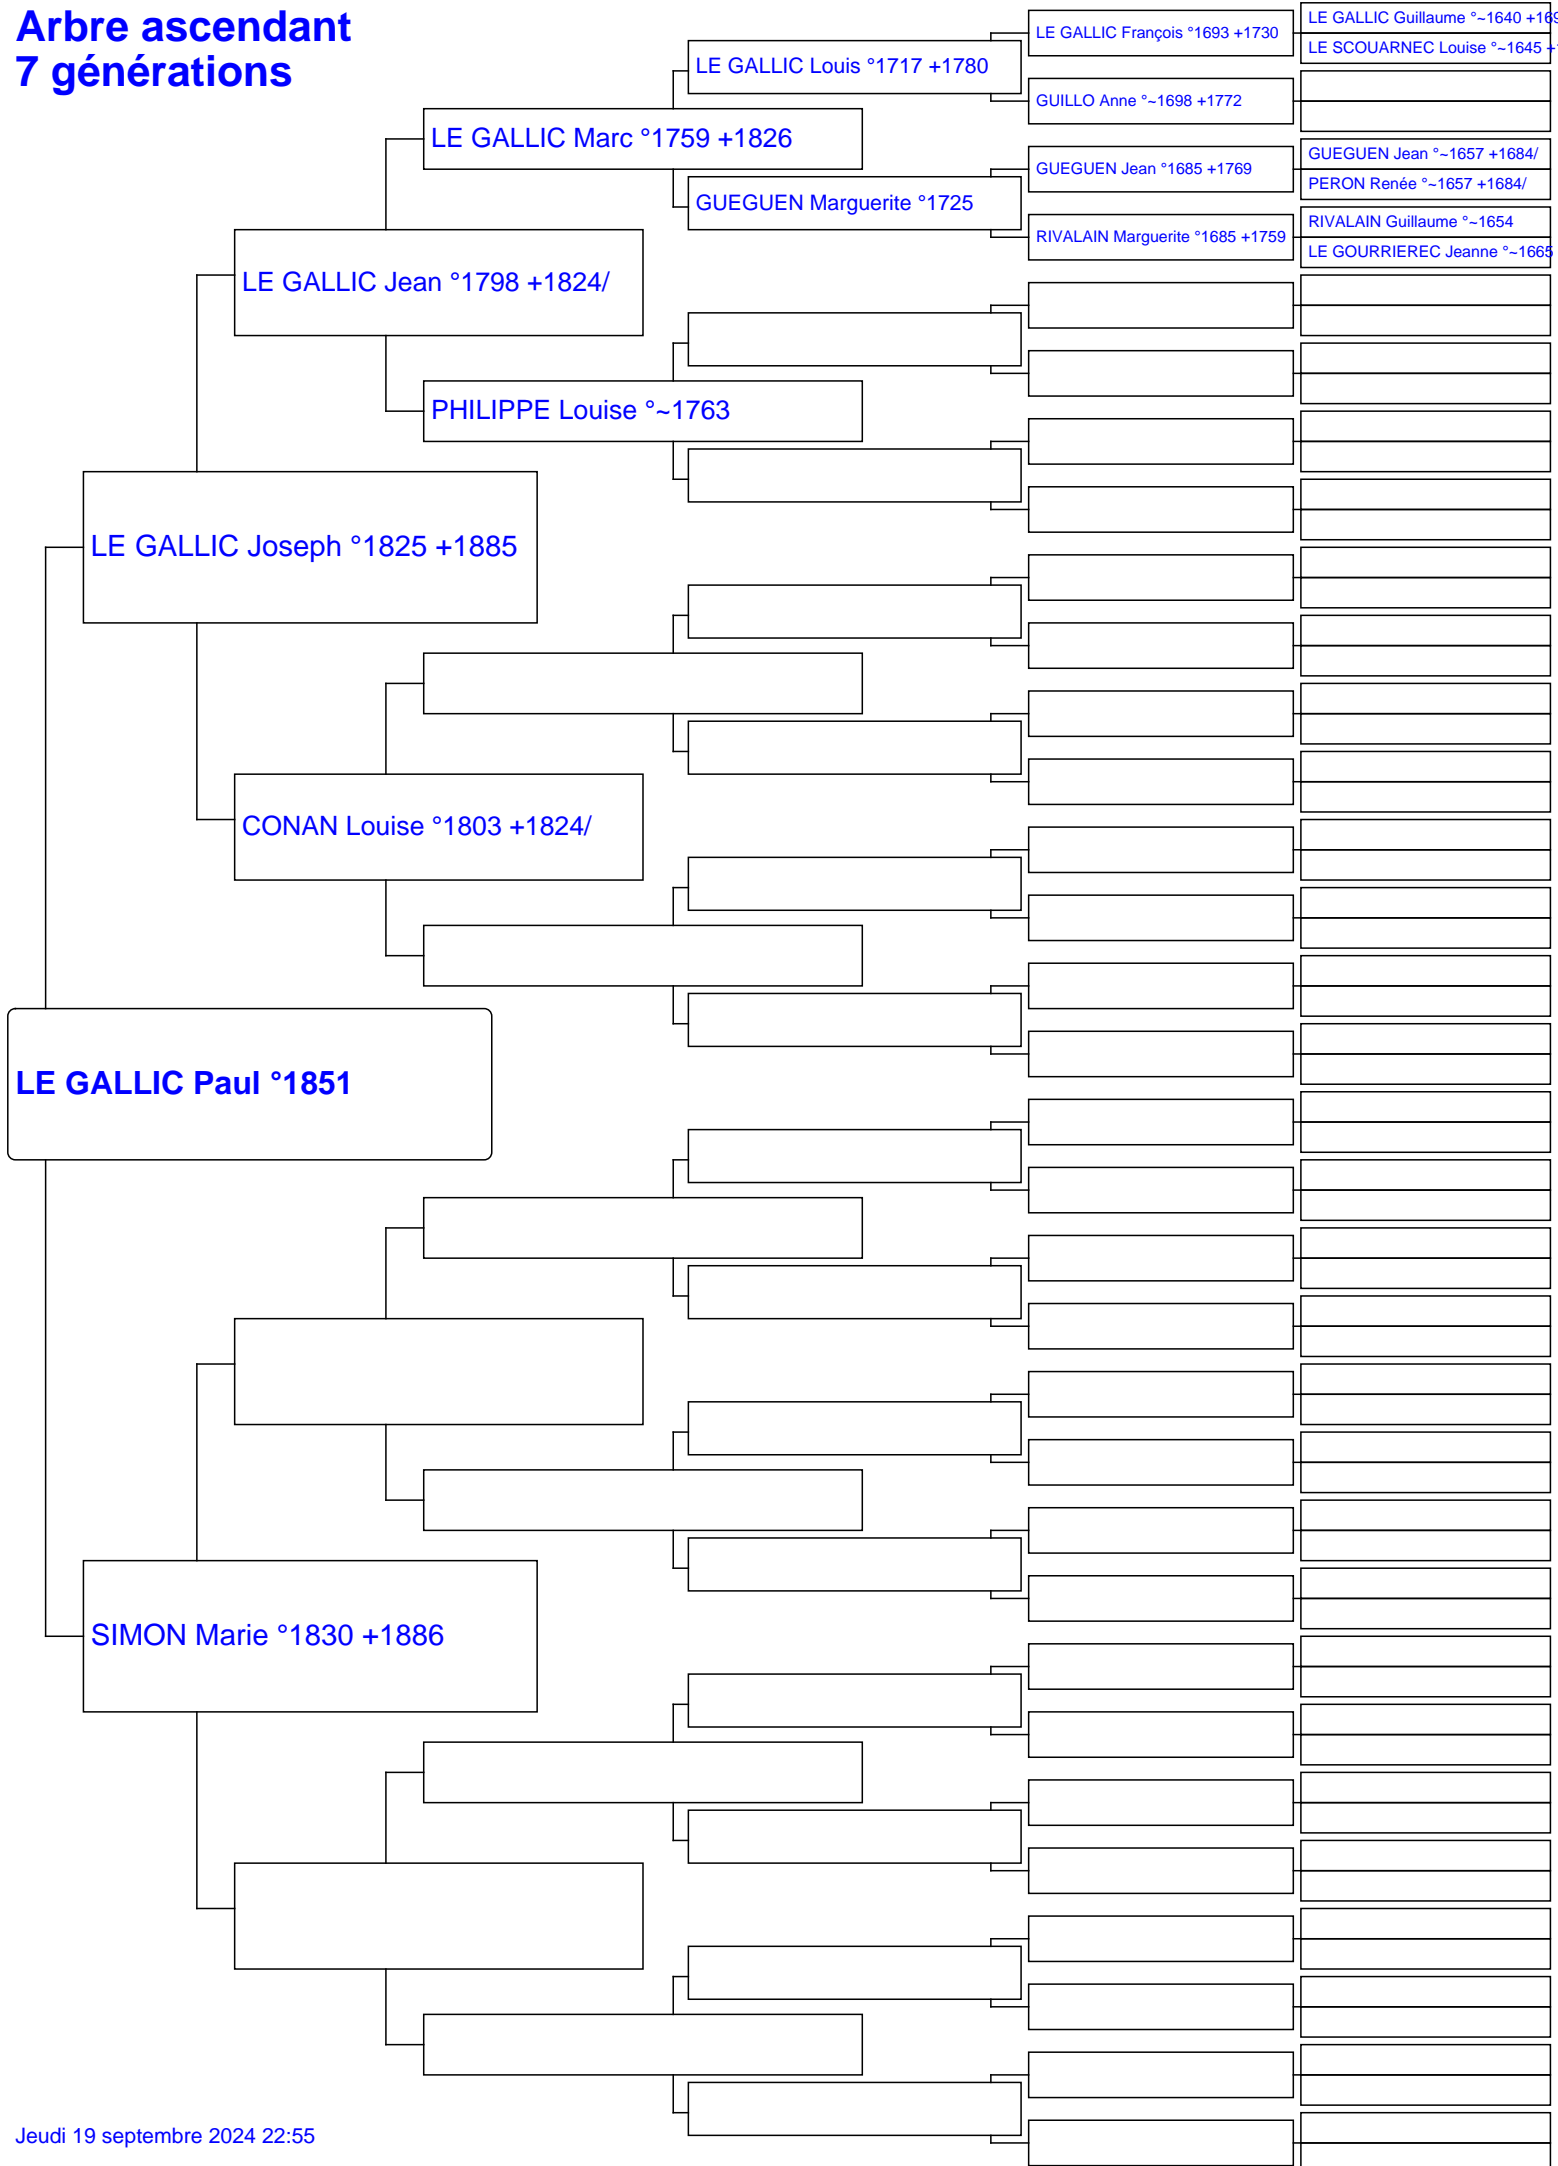 Arbre ascendant
7 générations
LE GALLIC Guillaume °~1640
LE SCOUARNEC Louise °~1645
LE GALLIC François °1693 +1730
LE GALLIC Louis °1717 +1780
GUILLO Anne °~1698 +1772
LE GALLIC Marc °1759 +1826
GUEGUEN Jean °~1657 +1684/
GUEGUEN Jean °1685 +1769
PERON Renée °~1657 +1684/
GUEGUEN Marguerite °1725
RIVALAIN Guillaume °~1654
RIVALAIN Marguerite °1685 +1759
LE GOURRIEREC Jeanne °~1665
LE GALLIC Jean °1798 +1824/
PHILIPPE Louise °~1763
LE GALLIC Joseph °1825 +1885
CONAN Louise °1803 +1824/
LE GALLIC Paul °1851
SIMON Marie °1830 +1886
Jeudi 19 septembre 2024 22:55